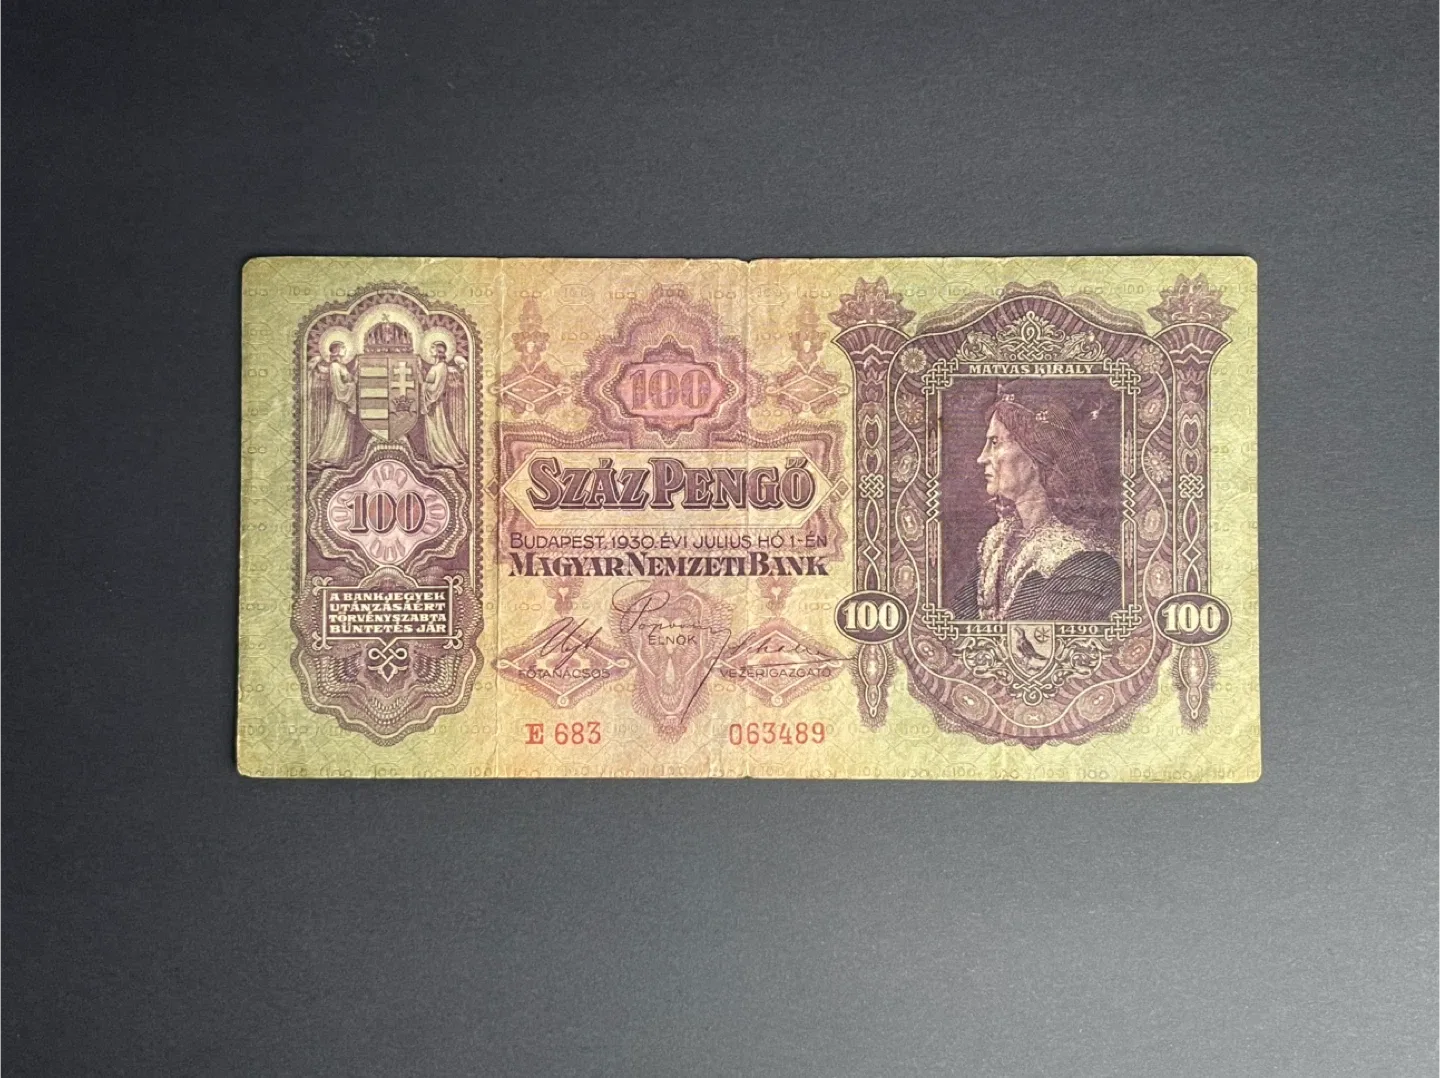 100
A BANKJEGYEK
UTÁNZÁSÁÉRT
TÖRVÉNYSZABTA
BÜNTETÉS JÁR
100
SZÁZ PENGŐ
BUDAPEST, 1930. ÉVI JULIUS HÓ 1-ÉN
MAGYAR NEMZETI BANK
ELNÖK
FŐTANÁCSOS
VEZÉRIGAZGATÓ
E 683 063489
MÁTYÁS KIRÁLY
100 100
1440 1490